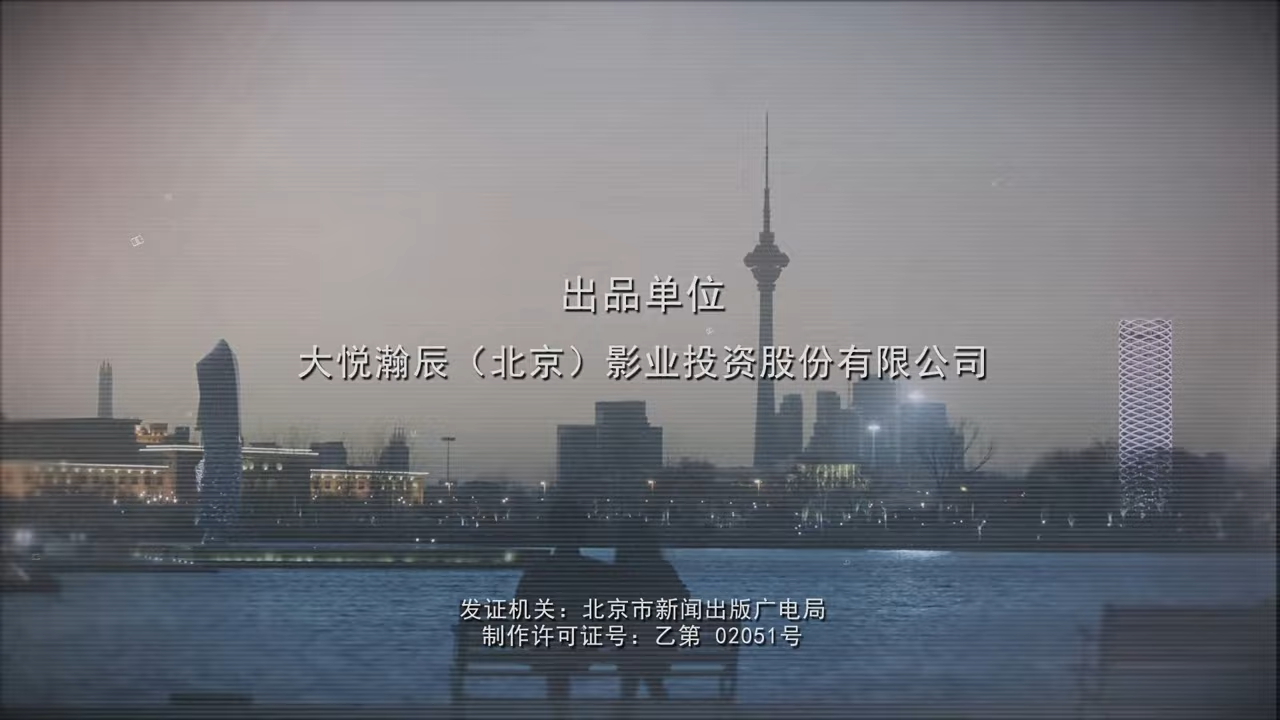 出品单位
大悦瀚辰（北京）影业投资股份有限公司
发证机关：北京市新闻出版广电局
制作许可证号：乙第 02051号